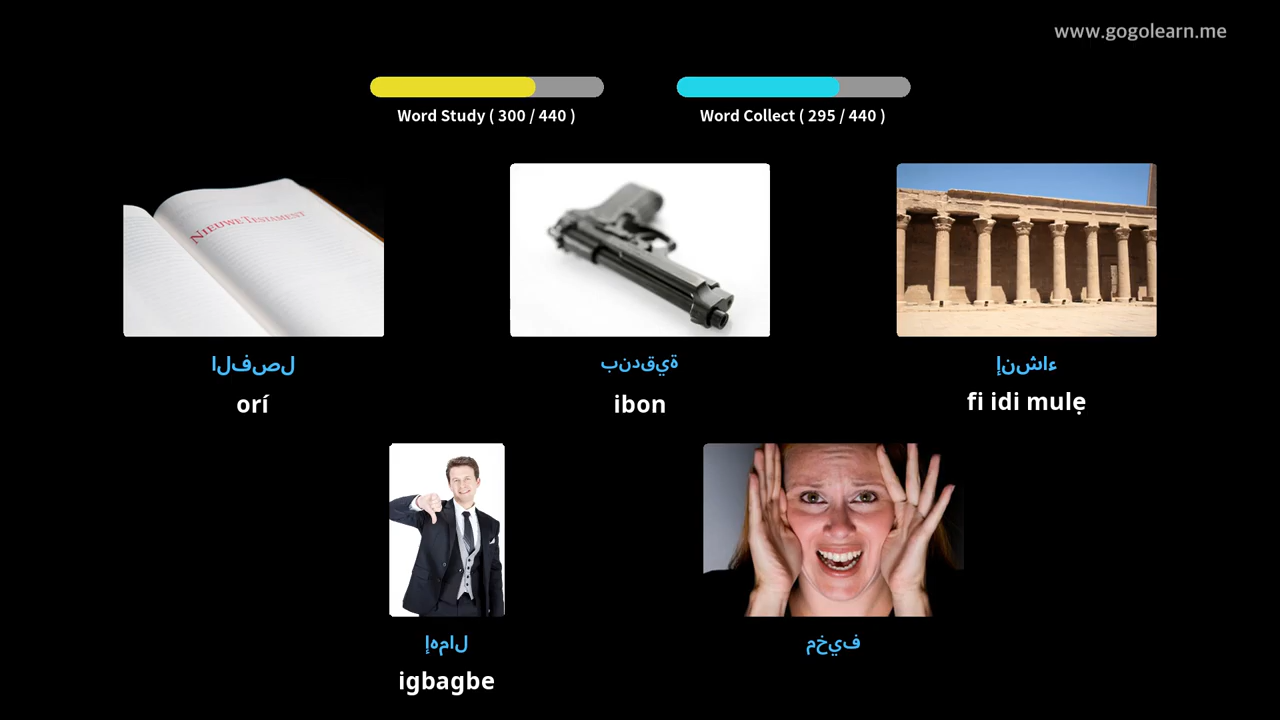 www.gogolearn.me
Word Study ( 300 / 440 )
Word Collect ( 295 / 440 )
NIEUWE TESTAMENT
الفصل
orí
بندقية
ibon
إنشاء
fi idi mulẹ
إهمال
igbagbe
مخيف